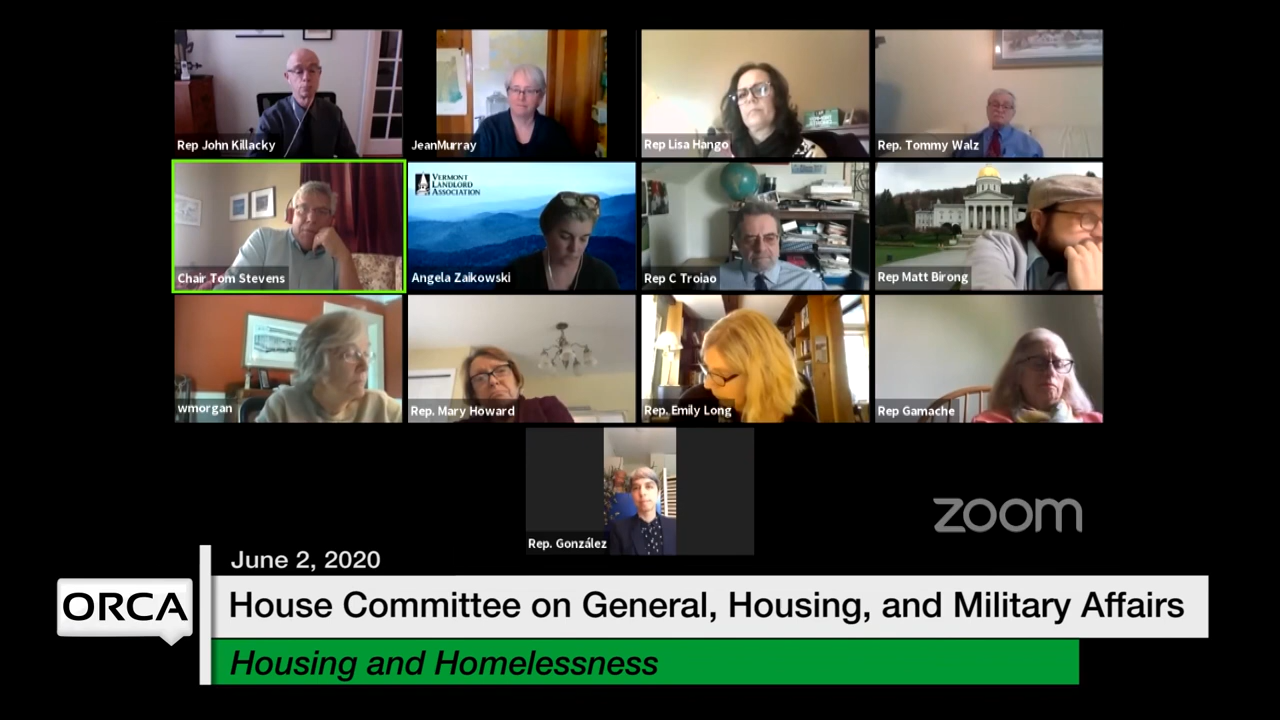 Rep John Killacky
JeanMurray
Rep Lisa Hango
Rep. Tommy Walz
Chair Tom Stevens
VERMONT
LANDLORD
ASSOCIATION
Angela Zaikowski
Rep C Troiao
Rep Matt Birong
wmorgan
Rep. Mary Howard
Rep. Emily Long
Rep Gamache
Rep. González
zoom
June 2, 2020
ORCA
House Committee on General, Housing, and Military Affairs
Housing and Homelessness